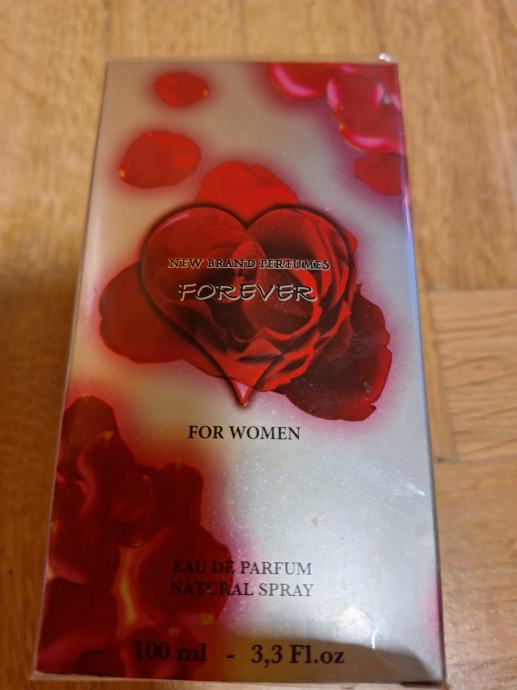 NEW BRAND PERFUMES
FOREVER
FOR WOMEN
EAU DE PARFUM
NATURAL SPRAY
100 ml - 3,3 Fl.oz